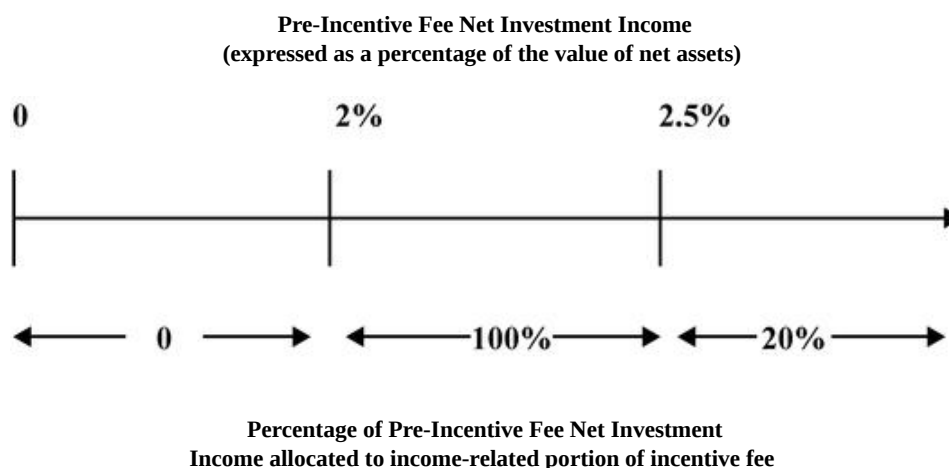 Pre-Incentive Fee Net Investment Income
(expressed as a percentage of the value of net assets)
0 2% 2.5%
0 100% 20%
Percentage of Pre-Incentive Fee Net Investment
Income allocated to income-related portion of incentive fee